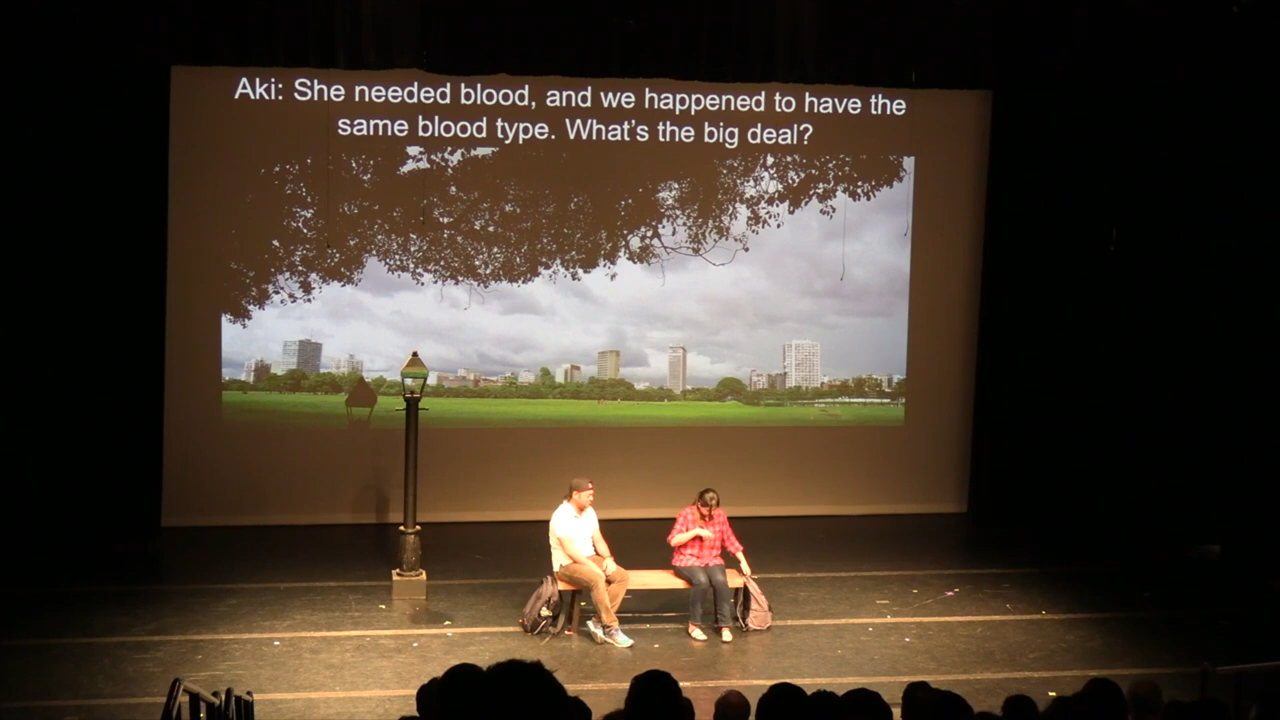 Aki: She needed blood, and we happened to have the
same blood type. What’s the big deal?